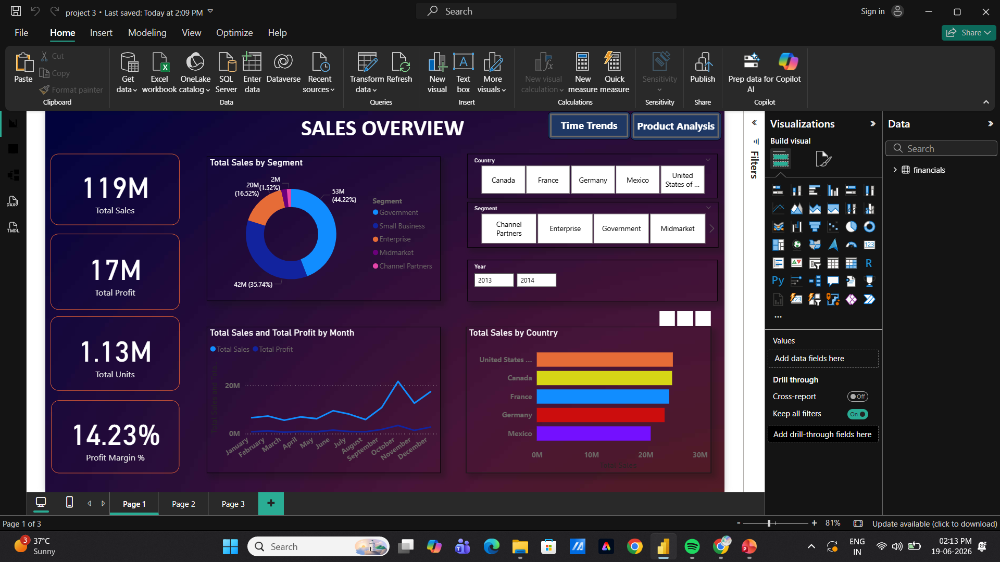 project 3 • Last saved: Today at 2:09 PM
Search
Sign in
File
Home
Insert
Modeling
View
Optimize
Help
Share
Paste
Cut
Copy
Format painter
Clipboard
Get data
Excel workbook
OneLake catalog
SQL Server
Enter data
Dataverse
Recent sources
Data
Transform data
Refresh
Queries
New visual
Text box
More visuals
Insert
New visual calculation
New measure
Quick measure
Calculations
Sensitivity
Sensitivity
Publish
Share
Prep data for AI
Copilot
Copilot
DAX
TMDL
SALES OVERVIEW
Time Trends
Product Analysis
119M
Total Sales
17M
Total Profit
1.13M
Total Units
14.23%
Profit Margin %
Total Sales by Segment
2M
(1.52%)
20M
(16.52%)
53M
(44.22%)
42M (35.74%)
Segment
Government
Small Business
Enterprise
Midmarket
Channel Partners
Country
Canada
France
Germany
Mexico
United
States of ...
Segment
Channel
Partners
Enterprise
Government
Midmarket
Year
2013
2014
Total Sales and Total Profit by Month
Total Sales
Total Profit
Total Sales and Tota...
20M
0M
January
February
March
April
May
June
July
August
September
October
November
December
Total Sales by Country
United States ...
Canada
France
Germany
Mexico
0M
10M
20M
30M
Total Sales
Filters
Visualizations
Build visual
123
R
Py
123
...
Values
Add data fields here
Drill through
Cross-report
Off
Keep all filters
On
Add drill-through fields here
Data
Search
financials
Page 1
Page 2
Page 3
Page 1 of 3
- + 81%
Update available (click to download)
3
37°C
Sunny
Search
ENG
IN
02:13 PM
19-06-2026